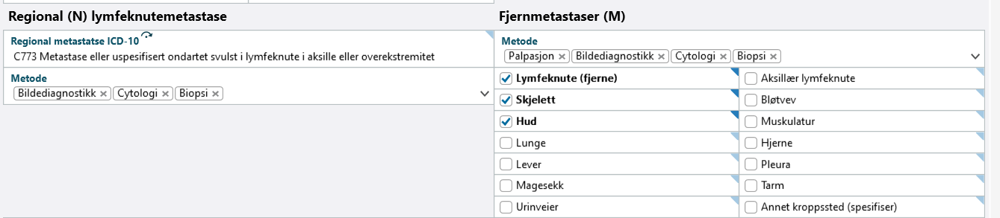 Regional (N) lymfeknutemetastase
Regional metastatse ICD-10
C773 Metastase eller uspesifisert ondartet svulst i lymfeknute i aksille eller overekstremitet
Metode
Bildediagnostikk × Cytologi × Biopsi ×
Fjernmetastaser (M)
Metode
Palpasjon × Bildediagnostikk × Cytologi × Biopsi ×
Lymfeknute (fjerne) Aksillær lymfeknute
Skjelett Bløtvev
Hud Muskulatur
Lunge Hjerne
Lever Pleura
Magesekk Tarm
Urinveier Annet kroppssted (spesifiser)